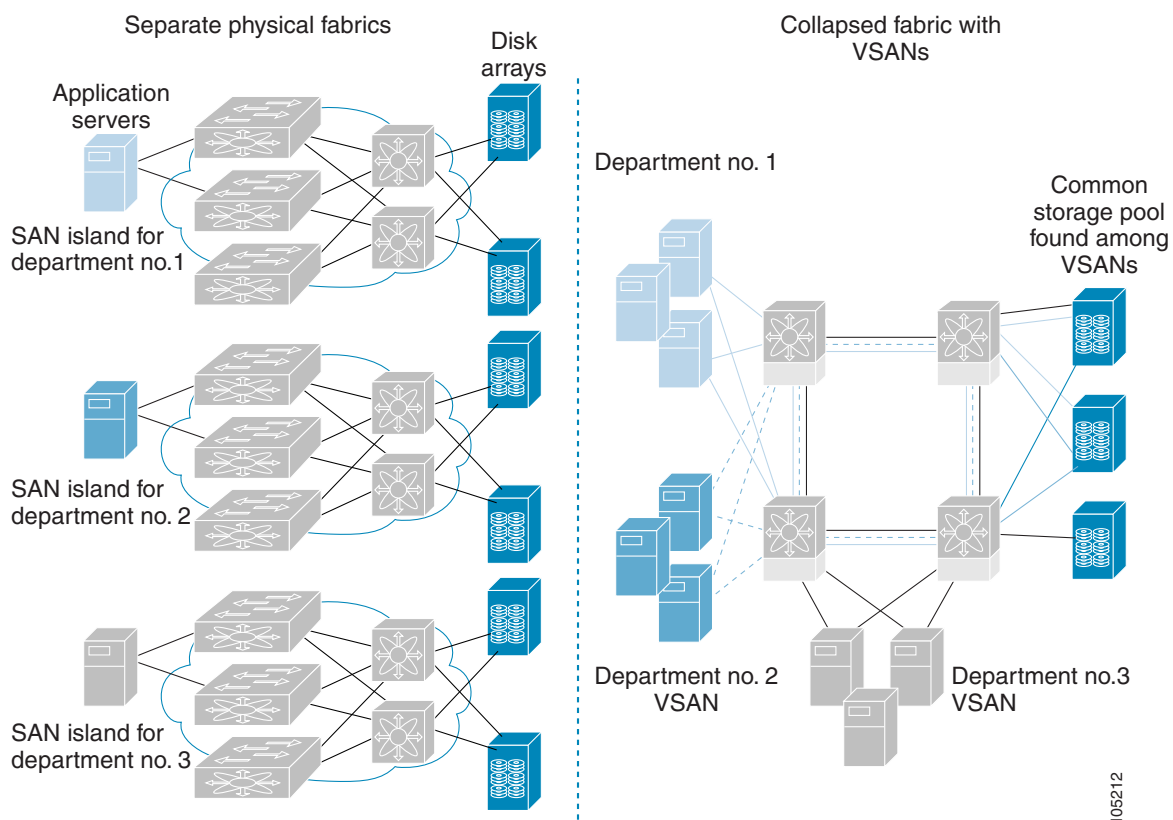 Separate physical fabrics
Disk
arrays
Application
servers
SAN island for
department no.1
SAN island for
department no. 2
SAN island for
department no. 3
Collapsed fabric with
VSANs
Department no. 1
Common
storage pool
found among
VSANs
Department no. 2
VSAN
Department no.3
VSAN
105212